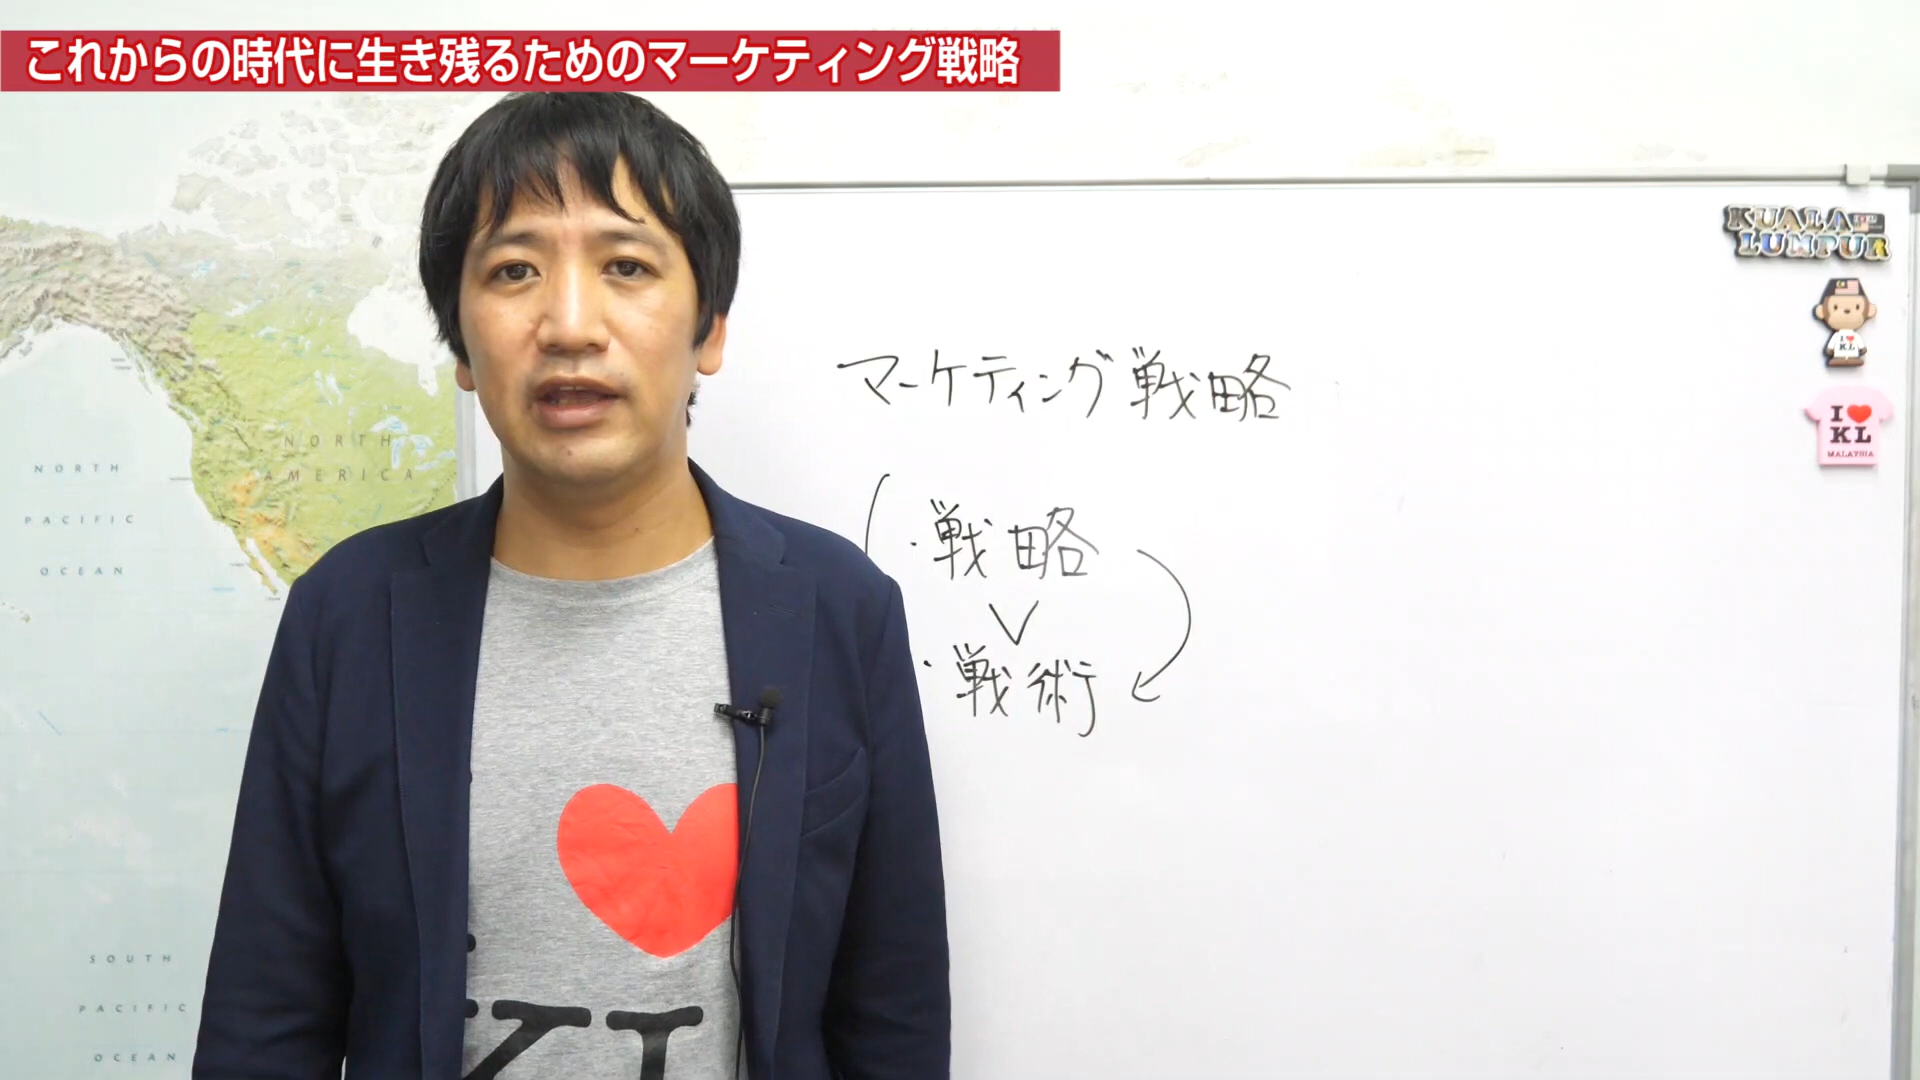 これからの時代に生き残るためのマーケティング戦略
KUALA
LUMPUR
I ❤ KL
マーケティング戦略
I ❤
KL
MALAYSIA
・戦略
∨
・戦術
NORTH
AMERICA
NORTH
PACIFIC
OCEAN
SOUTH
PACIFIC
OCEAN
KL